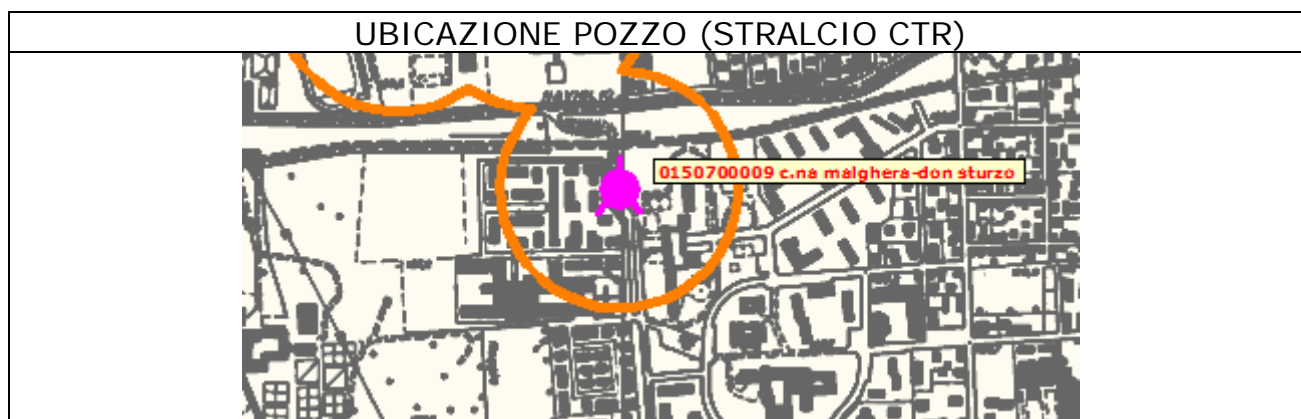 UBICAZIONE POZZO (STRALCIO CTR)
0150700009 c.na malghera-don sturzo